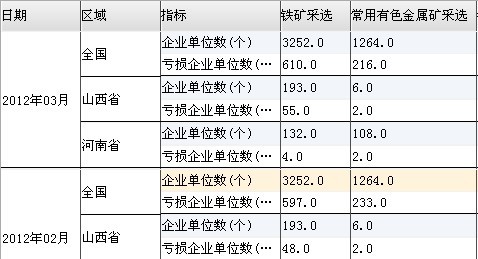 日期 区域 指标 铁矿采选 常用有色金属矿采选
2012年03月 全国 企业单位数(个) 3252.0 1264.0
亏损企业单位数(… 610.0 216.0
山西省 企业单位数(个) 193.0 6.0
亏损企业单位数(… 55.0 2.0
河南省 企业单位数(个) 132.0 108.0
亏损企业单位数(… 4.0 2.0
2012年02月 全国 企业单位数(个) 3252.0 1264.0
亏损企业单位数(… 597.0 233.0
山西省 企业单位数(个) 193.0 6.0
亏损企业单位数(… 48.0 2.0